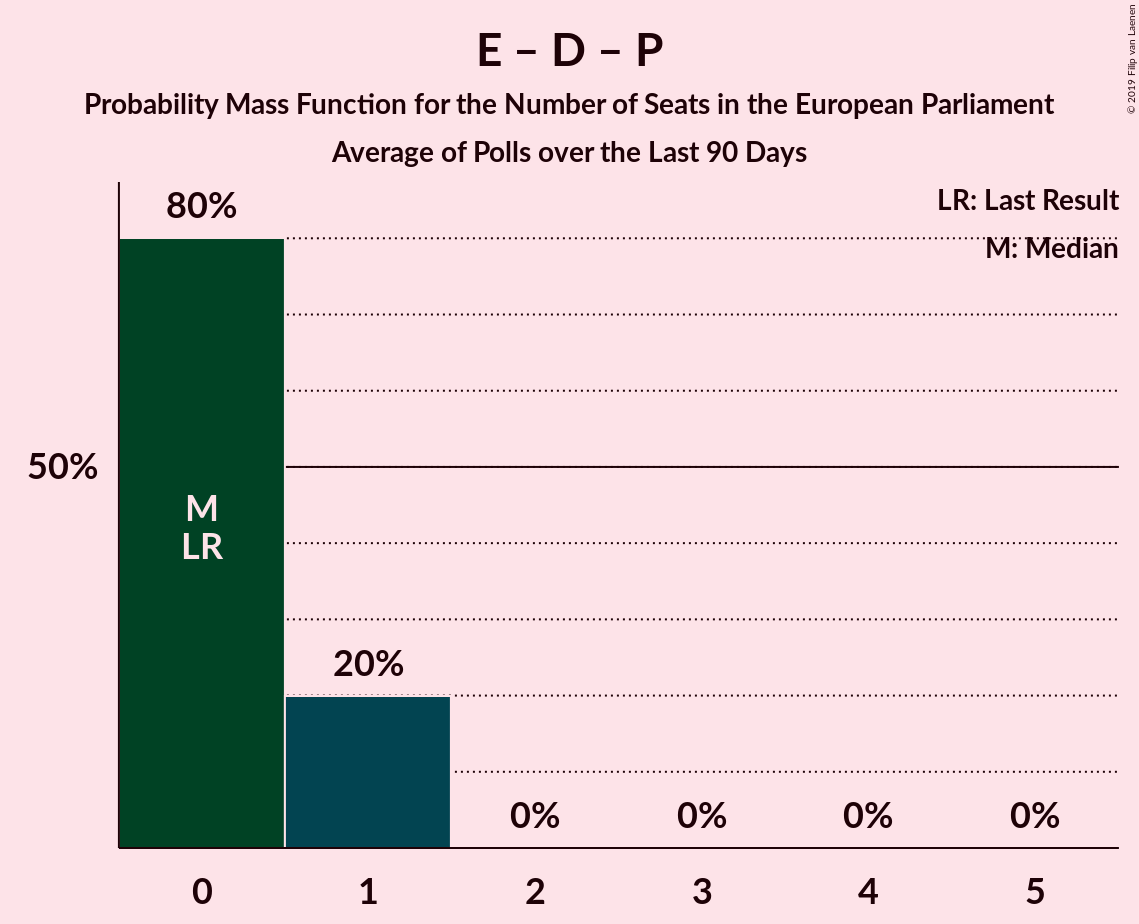 E – D – P
Probability Mass Function for the Number of Seats in the European Parliament
Average of Polls over the Last 90 Days
© 2019 Filip van Laenen
LR: Last Result
M: Median
80%
50%
M
LR
20%
0%
0%
0%
0%
0
1
2
3
4
5